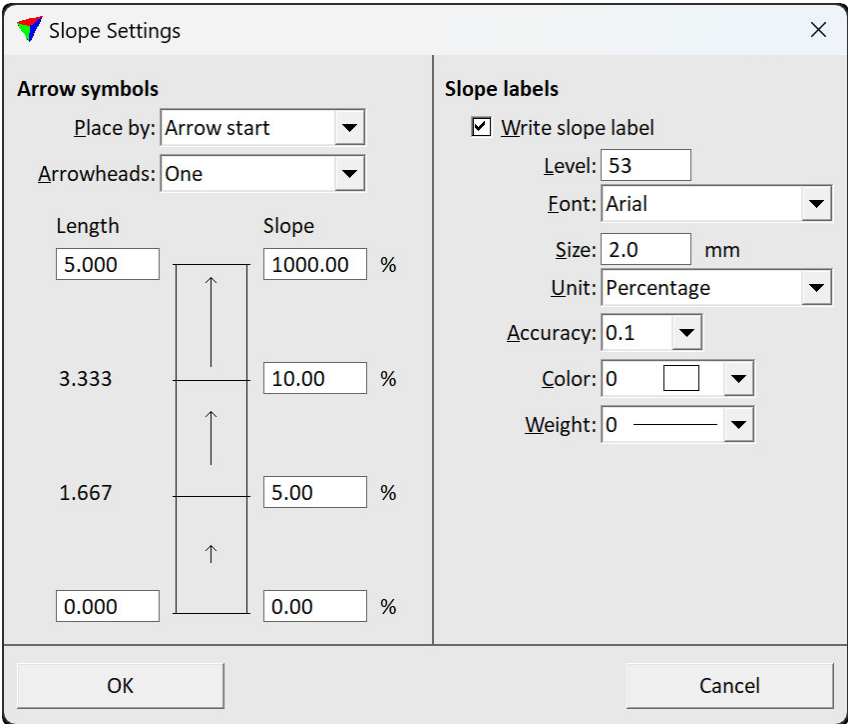 Slope Settings
Arrow symbols
Place by: Arrow start
Arrowheads: One
Length Slope
5.000 1000.00 %
3.333 10.00 %
1.667 5.00 %
0.000 0.00 %
Slope labels
Write slope label
Level: 53
Font: Arial
Size: 2.0 mm
Unit: Percentage
Accuracy: 0.1
Color: 0
Weight: 0
OK Cancel